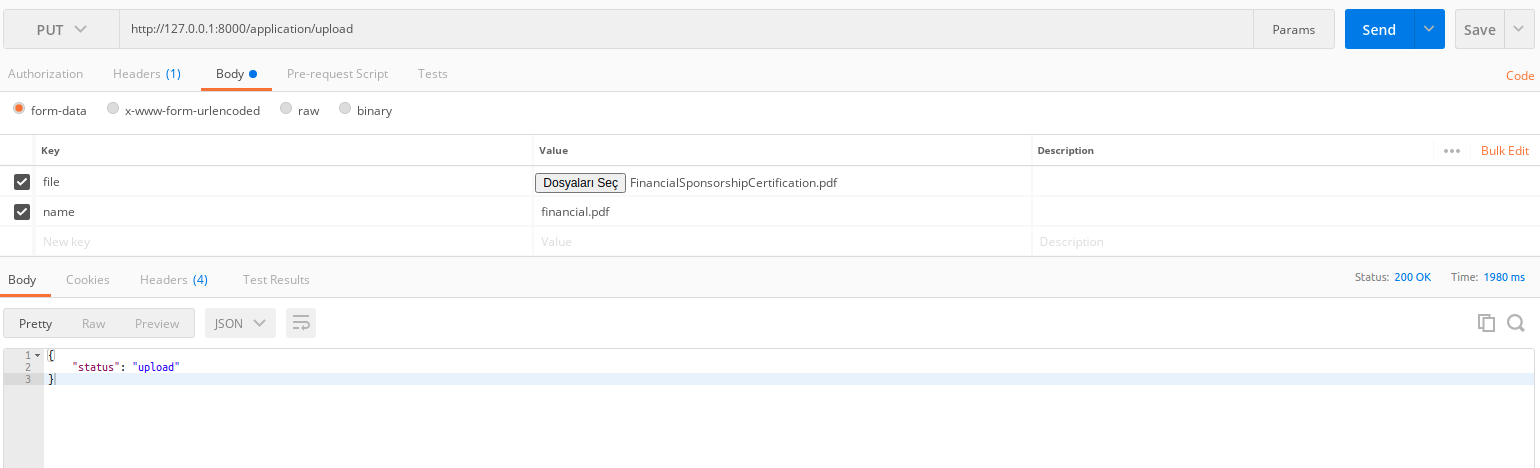 PUT http://127.0.0.1:8000/application/upload Params Send Save
Authorization Headers (1) Body Pre-request Script Tests Code
form-data x-www-form-urlencoded raw binary
Key Value Description ••• Bulk Edit
file Dosyaları Seç FinancialSponsorshipCertification.pdf
name financial.pdf
New key Value Description
Body Cookies Headers (4) Test Results Status: 200 OK Time: 1980 ms
Pretty Raw Preview JSON
1 {
2 "status": "upload"
3 }